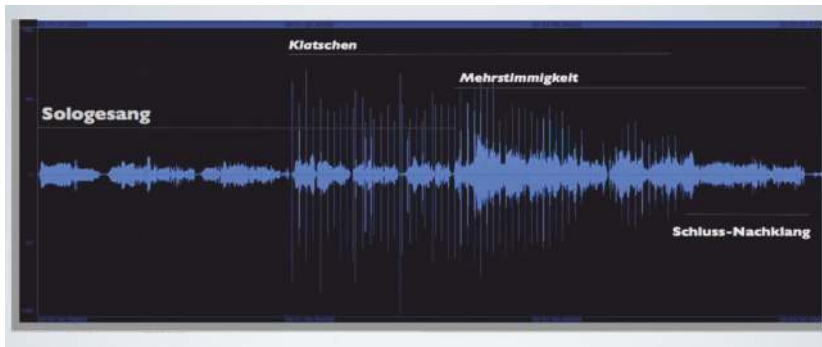 Klatschen
Mehrstimmigkeit
Sologesang
Schluss-Nachklang